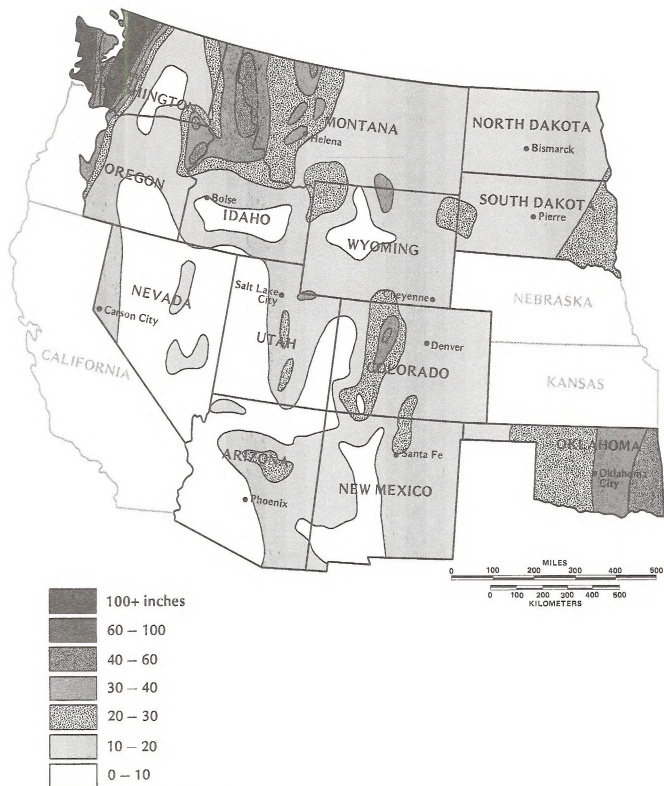 HINGTON
MONTANA
Helena
NORTH DAKOTA
Bismarck
OREGON
Boise
IDAHO
SOUTH DAKOT
Pierre
WYOMING
NEVADA
Salt Lake
City
eyenne
NEBRASKA
Carson City
UTAH
Denver
CALIFORNIA
COLORADO
KANSAS
OKLAHOMA
ARIZONA
Santa Fe
Oklahoma
City
Phoenix
NEW MEXICO
MILES
0 100 200 300 400 500
0 100 200 300 400 500
KILOMETERS
100+ inches
60 – 100
40 – 60
30 – 40
20 – 30
10 – 20
0 – 10